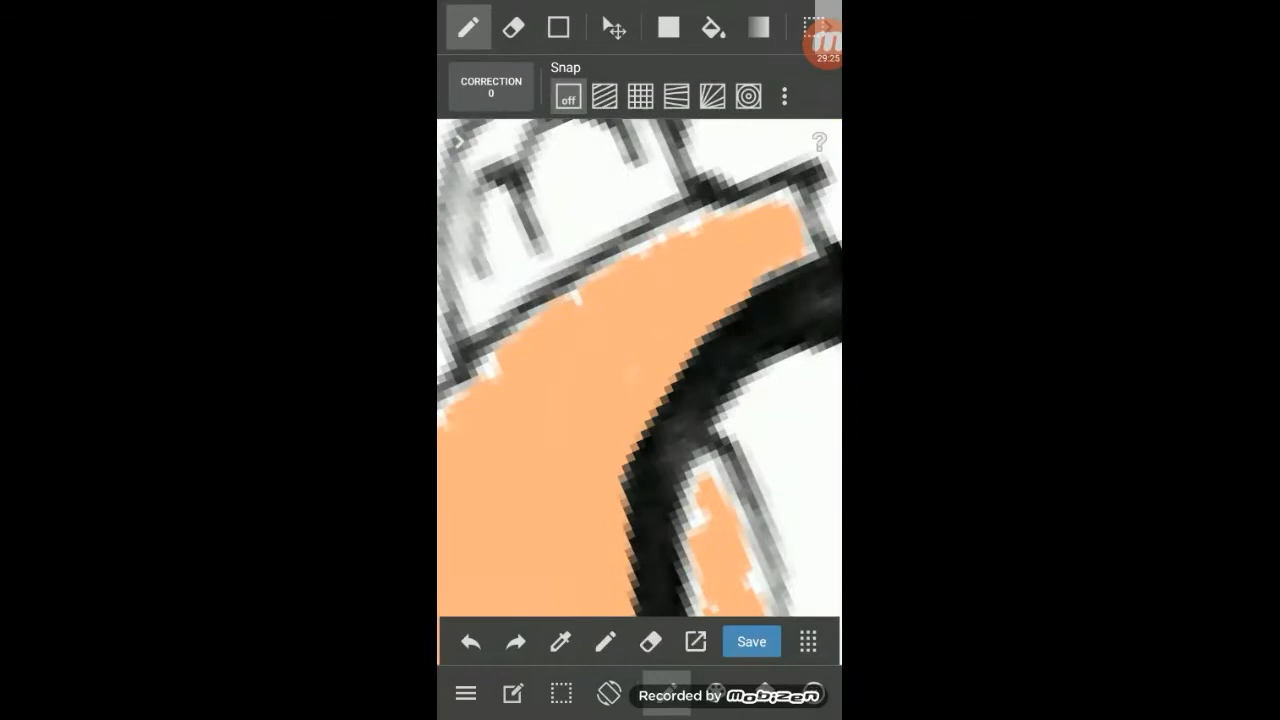 29:25
Snap
CORRECTION
0
off
?
Save
Recorded by MOBIZEN